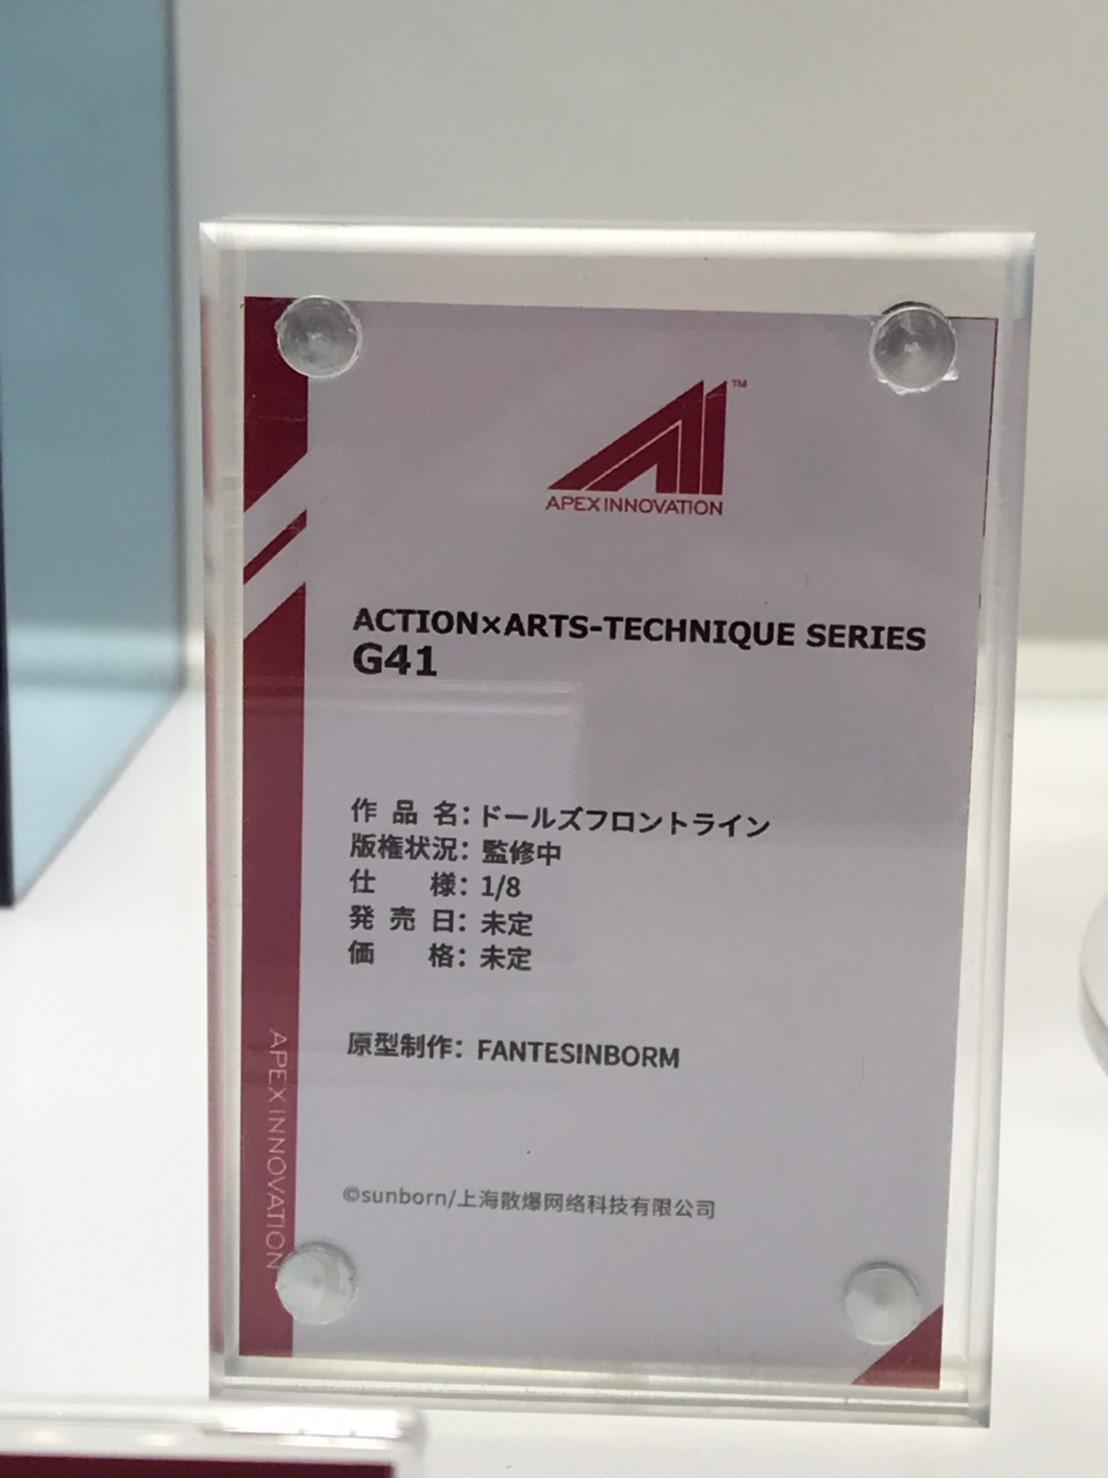 TM
APEX INNOVATION
ACTION×ARTS-TECHNIQUE SERIES
G41
作 品 名：ドールズフロントライン
版権状況：監修中
仕　　様：1/8
発 売 日：未定
価　　格：未定
原型制作：FANTESINBORM
©sunborn/上海散爆网络科技有限公司
APEX INNOVATION